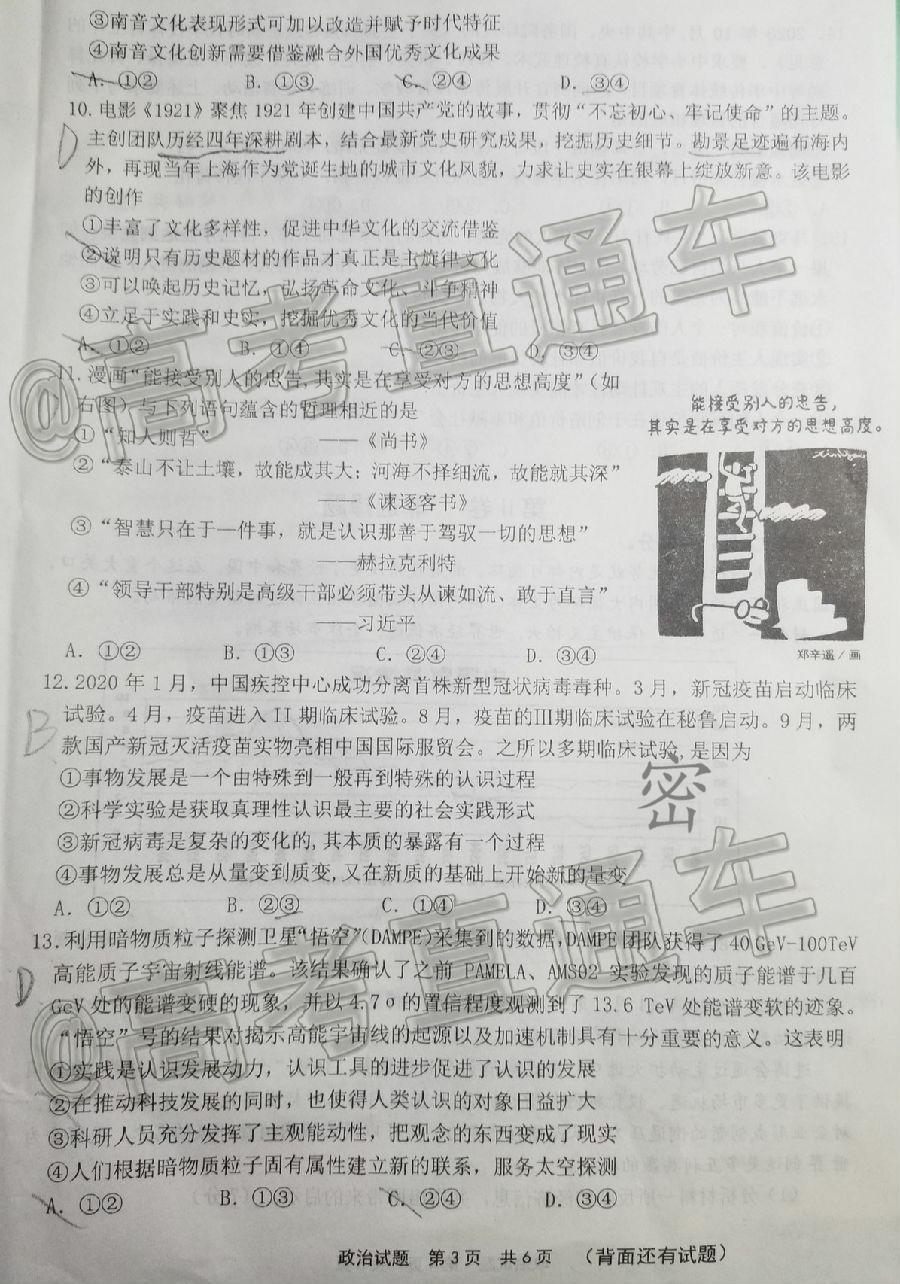 ③南音文化表现形式可加以改造并赋予时代特征
④南音文化创新需要借鉴融合外国优秀文化成果
A. ①② B. ①③ C. ②④ D. ③④
10. 电影《1921》聚焦 1921 年创建中国共产党的故事，贯彻“不忘初心、牢记使命”的主题。
D
主创团队历经四年深耕剧本，结合最新党史研究成果，挖掘历史细节。勘景足迹遍布海内
外，再现当年上海作为党诞生地的城市文化风貌，力求让史实在银幕上绽放新意。该电影
的创作
①丰富了文化多样性，促进中华文化的交流借鉴
②说明只有历史题材的作品才真正是主旋律文化
③可以唤起历史记忆，弘扬革命文化、斗争精神
④立足于实践和史实，挖掘优秀文化的当代价值
A. ①② B. ①④ C. ②③ D. ③④
11. 漫画“能接受别人的忠告，其实是在享受对方的思想高度”（如
右图）与下列语句蕴含的哲理相近的是
①“知人则哲” ——《尚书》
②“泰山不让土壤，故能成其大；河海不择细流，故能就其深”
——《谏逐客书》
③“智慧只在于一件事，就是认识那善于驾驭一切的思想”
——赫拉克利特
④“领导干部特别是高级干部必须带头从谏如流、敢于直言”
——习近平
A. ①② B. ①③ C. ②④ D. ③④
能接受别人的忠告，
其实是在享受对方的思想高度。
郑辛遥／画
12. 2020 年 1 月，中国疾控中心成功分离首株新型冠状病毒毒种。3 月，新冠疫苗启动临床
B
试验。4 月，疫苗进入 II 期临床试验。8 月，疫苗的Ⅲ期临床试验在秘鲁启动。9 月，两
款国产新冠灭活疫苗实物亮相中国国际服贸会。之所以多期临床试验，是因为
①事物发展是一个由特殊到一般再到特殊的认识过程
②科学实验是获取真理性认识最主要的社会实践形式
③新冠病毒是复杂的变化的，其本质的暴露有一个过程
④事物发展总是从量变到质变，又在新质的基础上开始新的量变
A. ①② B. ②③ C. ①④ D. ③④
密
13. 利用暗物质粒子探测卫星“悟空”（DAMPE）采集到的数据，DAMPE 团队获得了 40 GeV-100TeV
D
高能质子宇宙射线能谱。该结果确认了之前 PAMELA、AMS02 实验发现的质子能谱于几百
GeV 处的能谱变硬的现象，并以 4.7σ的置信程度观测到了 13.6 TeV 处能谱变软的迹象。
“悟空”号的结果对揭示高能宇宙线的起源以及加速机制具有十分重要的意义。这表明
①实践是认识发展动力，认识工具的进步促进了认识的发展
②在推动科技发展的同时，也使得人类认识的对象日益扩大
③科研人员充分发挥了主观能动性，把观念的东西变成了现实
④人们根据暗物质粒子固有属性建立新的联系，服务太空探测
A. ①② B. ①③ C. ②④ D. ③④
政治试题 第 3 页 共 6 页 （背面还有试题）
@高考直通车
@高考直通车